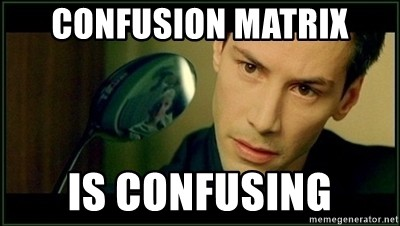 CONFUSION MATRIX
IS CONFUSING
memegenerator.net